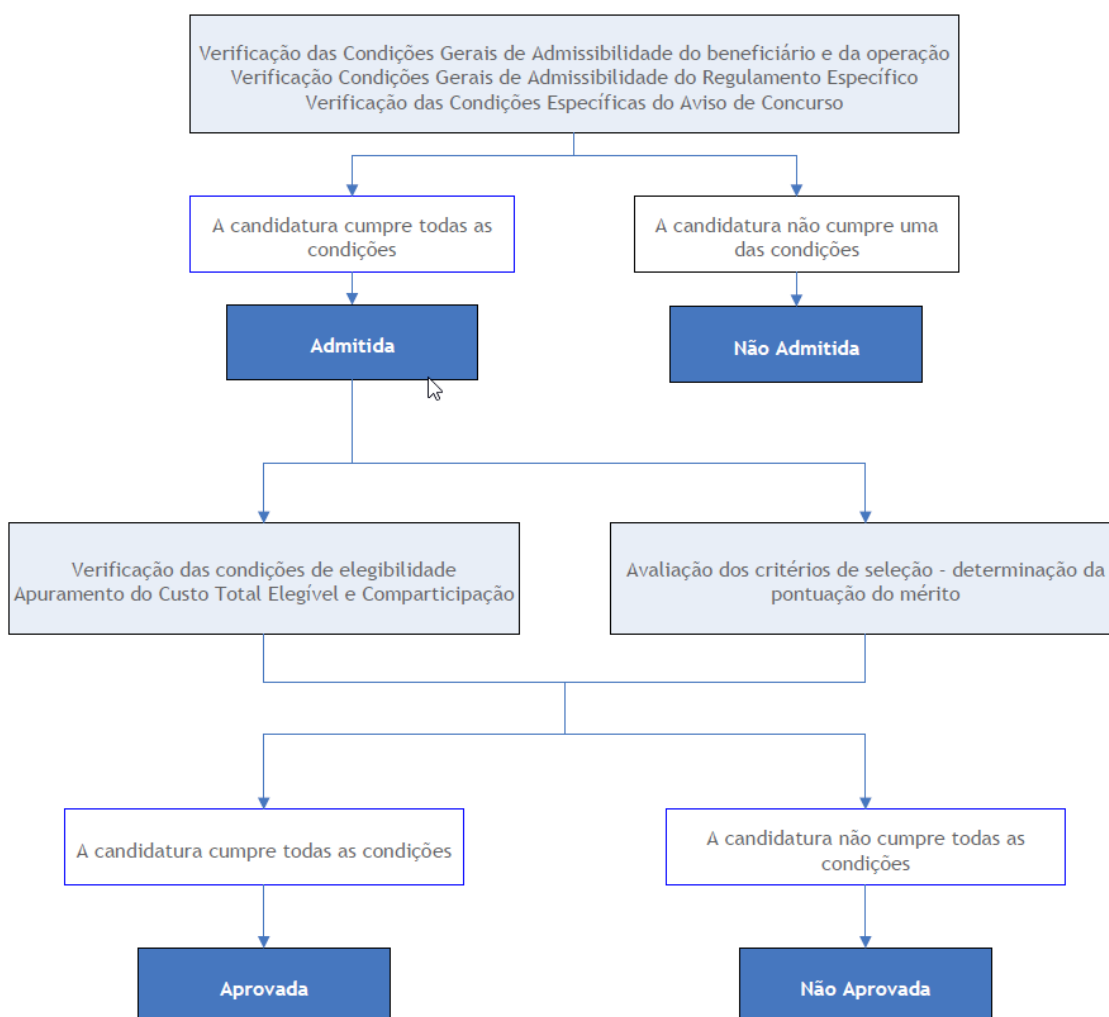 Verificação das Condições Gerais de Admissibilidade do beneficiário e da operação
Verificação Condições Gerais de Admissibilidade do Regulamento Específico
Verificação das Condições Específicas do Aviso de Concurso
A candidatura cumpre todas as
condições
A candidatura não cumpre uma
das condições
Admitida
Não Admitida
Verificação das condições de elegibilidade
Apuramento do Custo Total Elegível e Comparticipação
Avaliação dos critérios de seleção - determinação da
pontuação do mérito
A candidatura cumpre todas as condições
A candidatura não cumpre todas as
condições
Aprovada
Não Aprovada